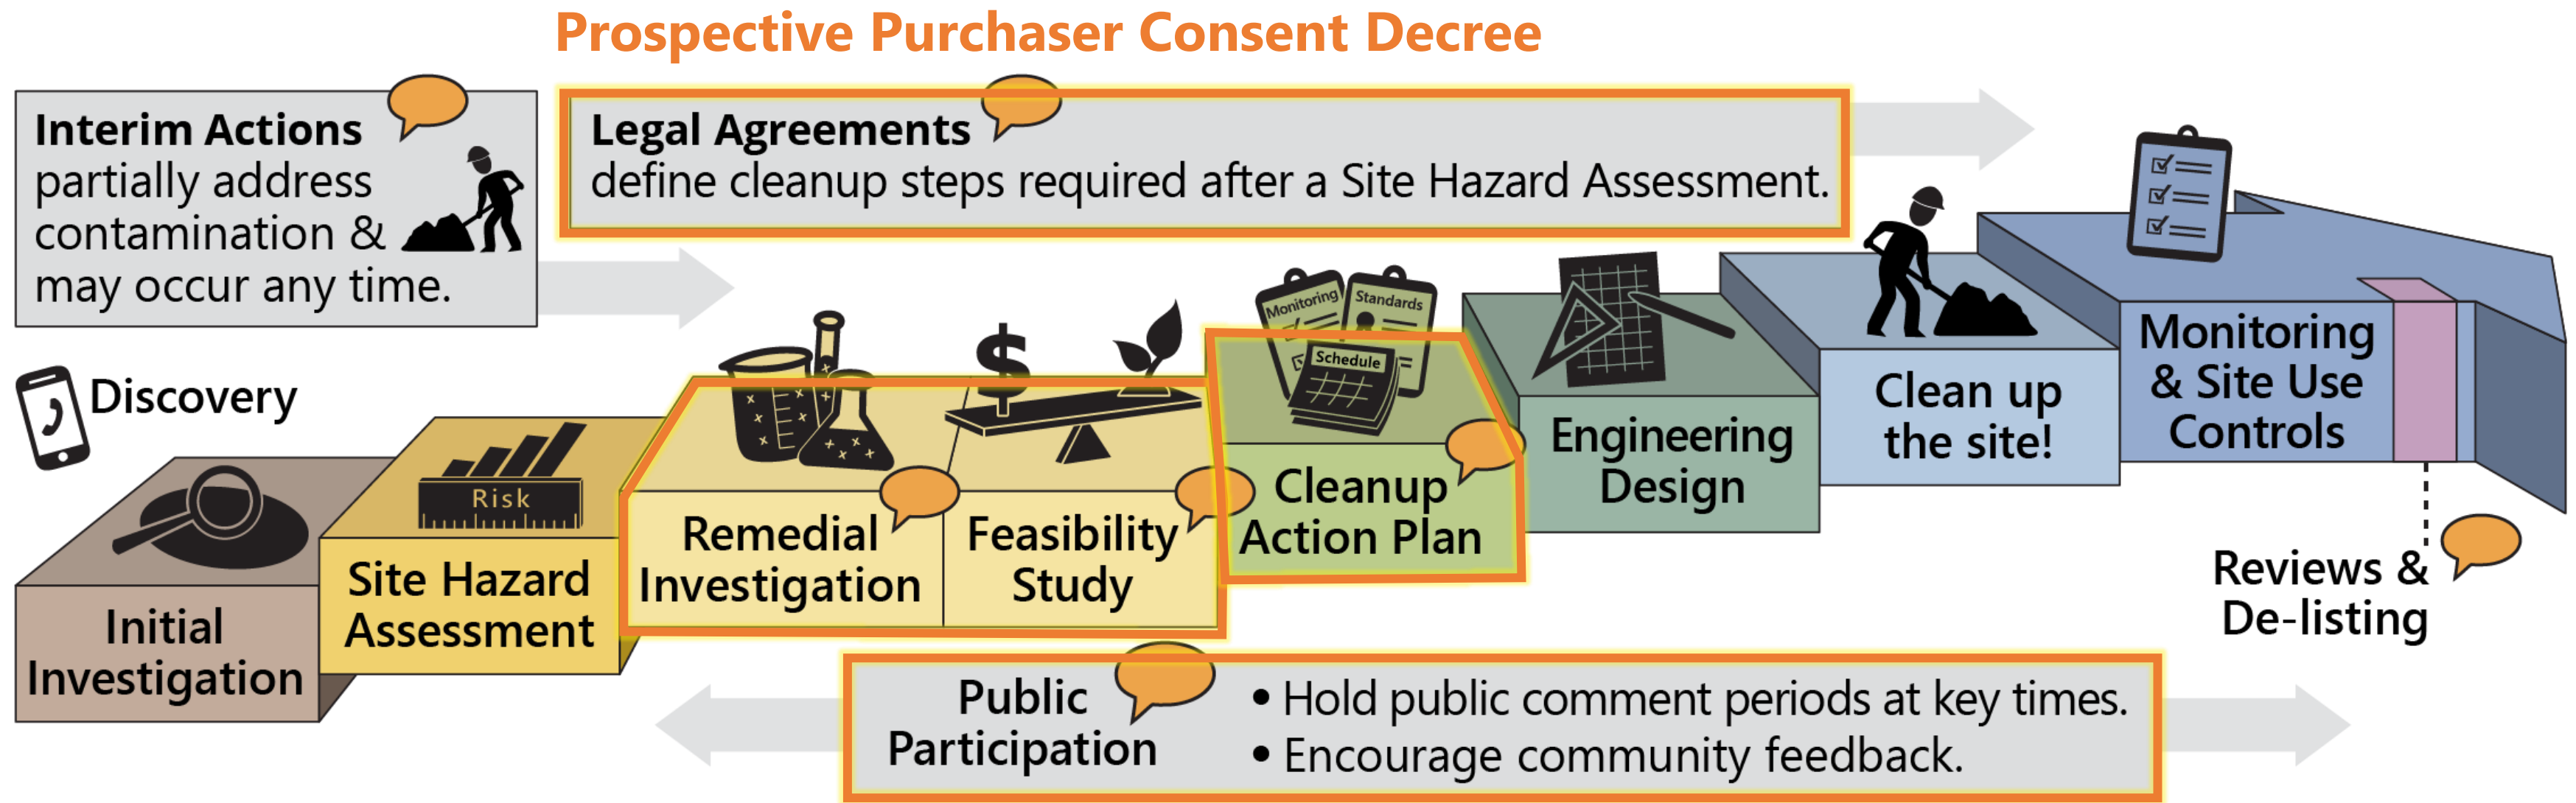 Prospective Purchaser Consent Decree
Interim Actions
partially address
contamination &
may occur any time.
Legal Agreements
define cleanup steps required after a Site Hazard Assessment.
Discovery
Initial
Investigation
Risk
Site Hazard
Assessment
Remedial
Investigation
Feasibility
Study
$
Monitoring
Standards
Schedule
Cleanup
Action Plan
Engineering
Design
Clean up
the site!
Monitoring
& Site Use
Controls
Reviews &
De-listing
Public
Participation
• Hold public comment periods at key times.
• Encourage community feedback.